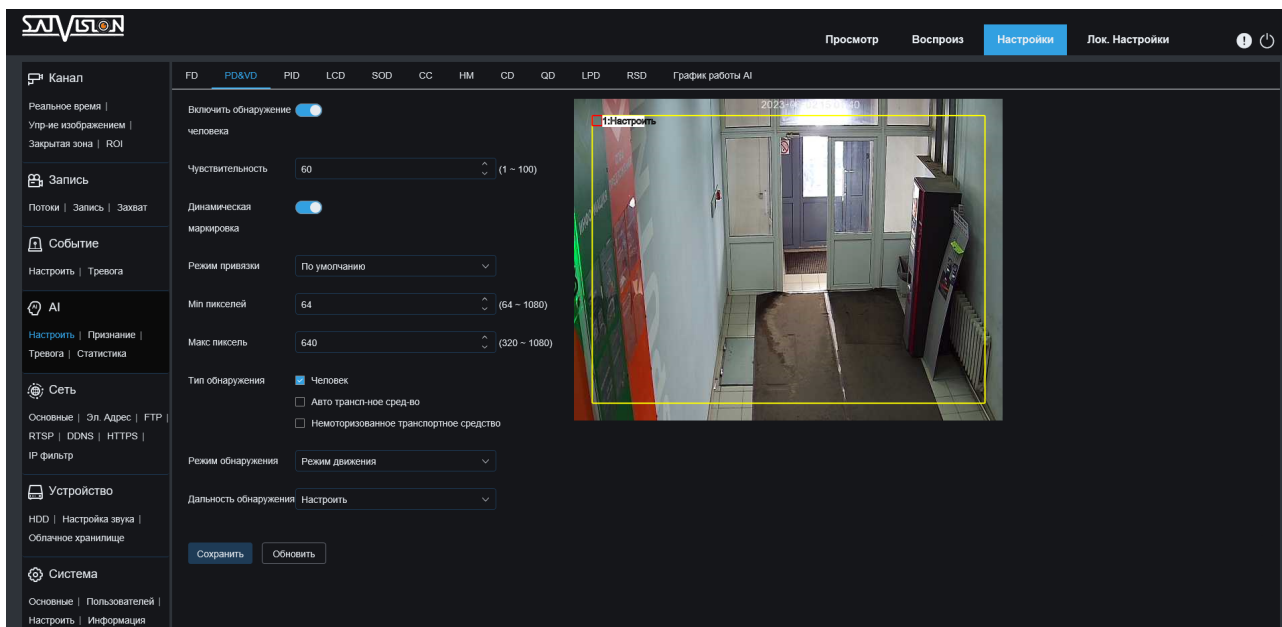 SATVISION
Просмотр Воспроиз Настройки Лок. Настройки
Канал
Реальное время |
Упр-ие изображением |
Закрытая зона | ROI
Запись
Потоки | Запись | Захват
Событие
Настроить | Тревога
AI
Настроить | Признание |
Тревога | Статистика
Сеть
Основные | Эл. Адрес | FTP |
RTSP | DDNS | HTTPS |
IP фильтр
Устройство
HDD | Настройка звука |
Облачное хранилище
Система
Основные | Пользователей |
Настроить | Информация
FD PD&VD PID LCD SOD CC HM CD QD LPD RSD График работы AI
Включить обнаружение
человека
Чувствительность 60 (1 ~ 100)
Динамическая
маркировка
Режим привязки По умолчанию
Min пикселей 64 (64 ~ 1080)
Макс пиксель 640 (320 ~ 1080)
Тип обнаружения Человек
Авто трансп-ное сред-во
Немоторизованное транспортное средство
Режим обнаружения Режим движения
Дальность обнаружения Настроить
Сохранить Обновить
1:Настроить